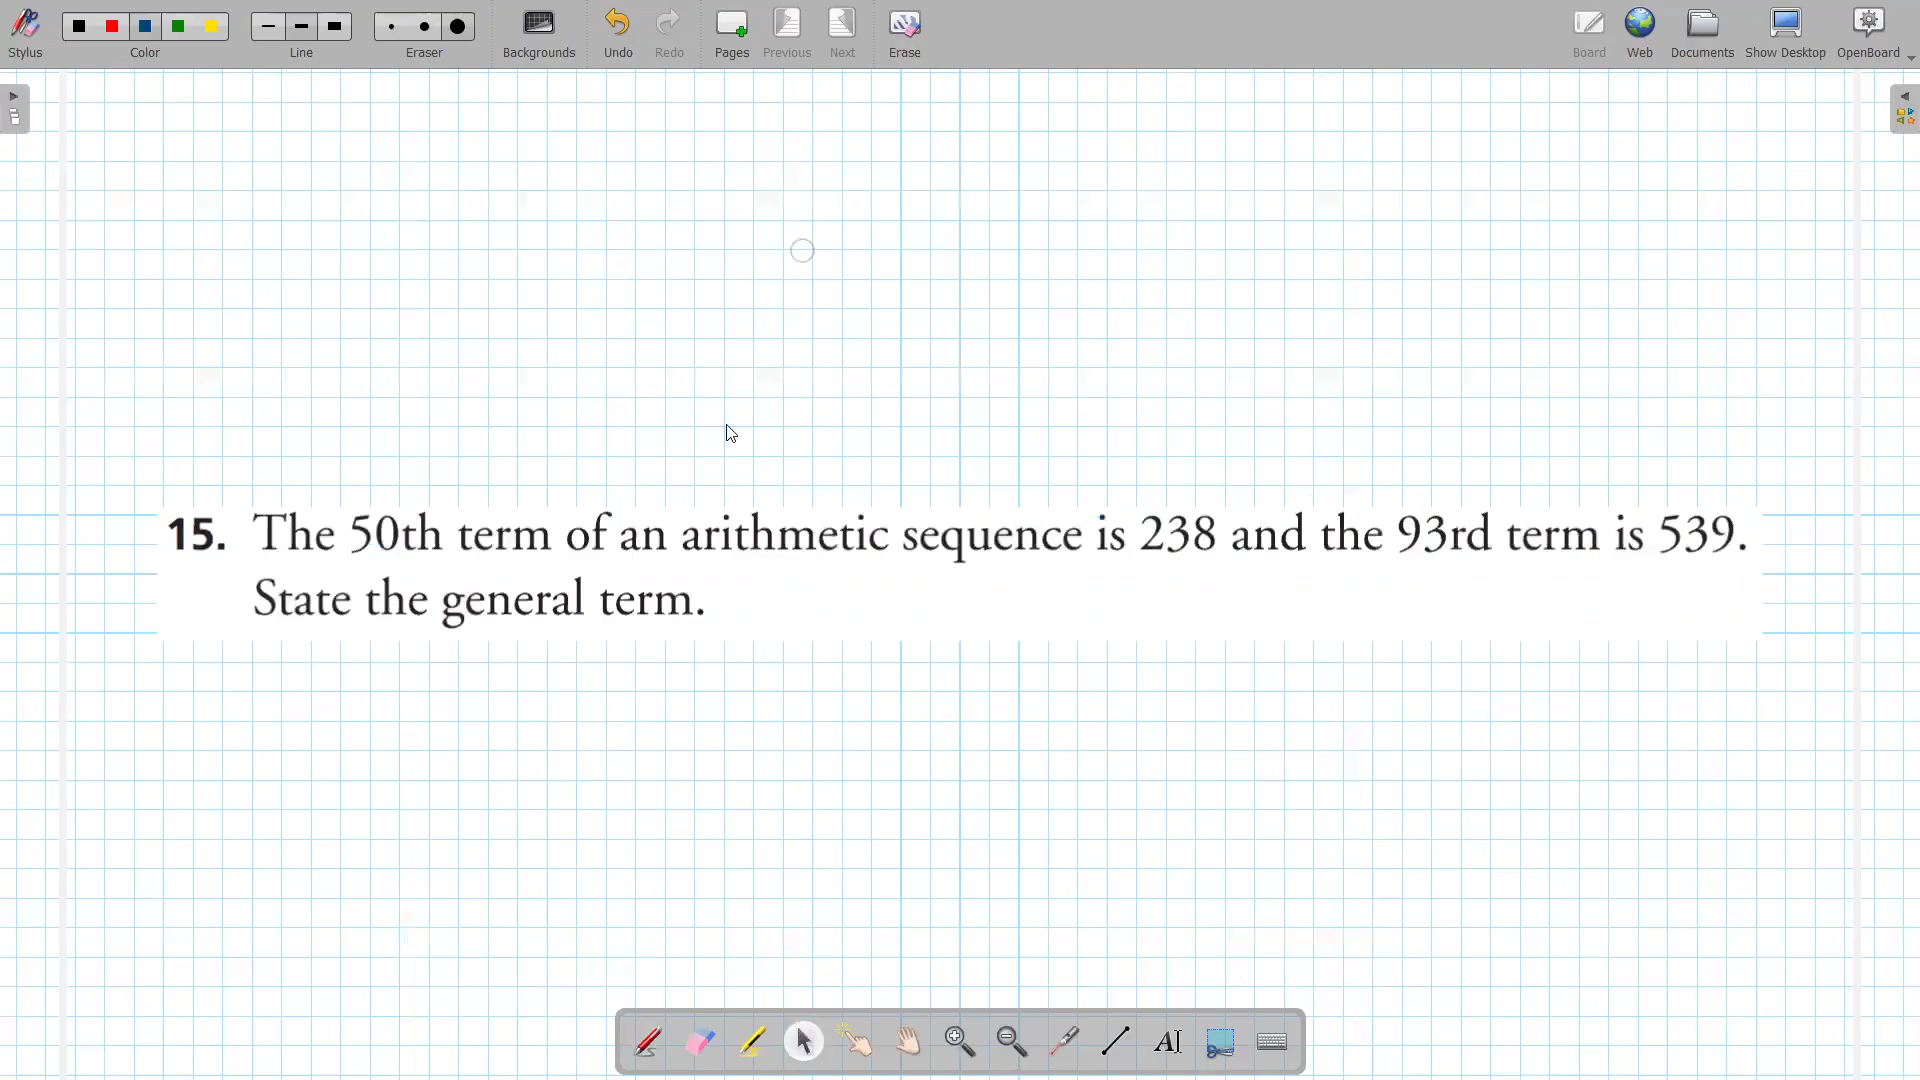 Stylus Color Line Eraser Backgrounds Undo Redo Pages Previous Next Erase Board Web Documents Show Desktop OpenBoard
15. The 50th term of an arithmetic sequence is 238 and the 93rd term is 539.
State the general term.